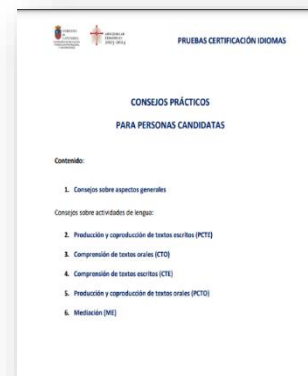 PRUEBAS CERTIFICACIÓN IDIOMAS
CONSEJOS PRÁCTICOS
PARA PERSONAS CANDIDATAS
Contenido:
1. Consejos sobre aspectos generales
Consejos sobre actividades de lengua:
2. Producción y coproducción de textos escritos (PCTE)
3. Comprensión de textos orales (CTO)
4. Comprensión de textos escritos (CTE)
5. Producción y coproducción de textos orales (PCTO)
6. Mediación (ME)